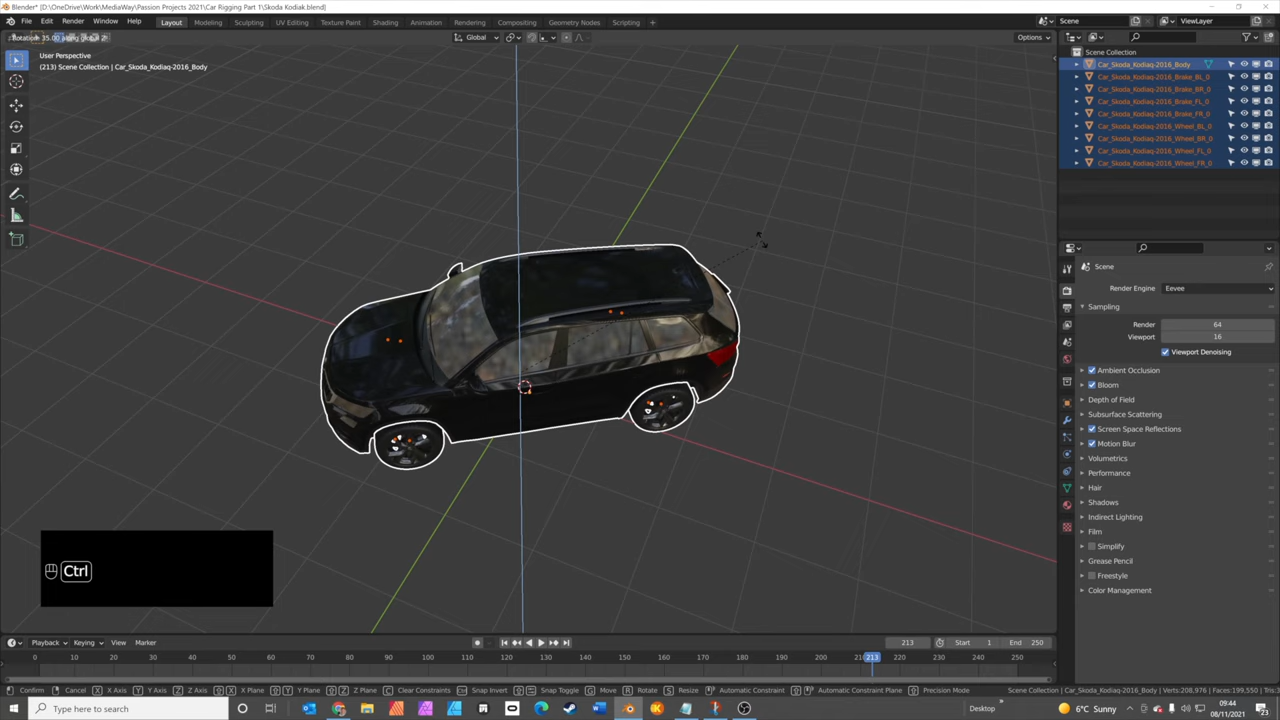 Blender* [D:\OneDrive\Work\MediaWay\Passion Projects 2021\Car Rigging Part 1\Skoda Kodiak.blend]
File Edit Render Window Help Layout Modeling Sculpting UV Editing Texture Paint Shading Animation Rendering Compositing Geometry Nodes Scripting Scene ViewLayer
Global Options
User Perspective
(213) Scene Collection | Car_Skoda_Kodiaq-2016_Body
Scene Collection
Car_Skoda_Kodiaq-2016_Body
Car_Skoda_Kodiaq-2016_Brake_BL_0
Car_Skoda_Kodiaq-2016_Brake_BR_0
Car_Skoda_Kodiaq-2016_Brake_FL_0
Car_Skoda_Kodiaq-2016_Brake_FR_0
Car_Skoda_Kodiaq-2016_Wheel_BL_0
Car_Skoda_Kodiaq-2016_Wheel_BR_0
Car_Skoda_Kodiaq-2016_Wheel_FL_0
Car_Skoda_Kodiaq-2016_Wheel_FR_0
Scene
Render Engine Eevee
Sampling
Render 64
Viewport 16
Viewport Denoising
Ambient Occlusion
Bloom
Depth of Field
Subsurface Scattering
Screen Space Reflections
Motion Blur
Volumetrics
Performance
Hair
Shadows
Indirect Lighting
Film
Simplify
Grease Pencil
Freestyle
Color Management
Ctrl
Playback Keying View Marker 213 Start 1 End 250
0 10 20 30 40 50 60 70 80 90 100 110 120 130 140 150 160 170 180 190 200 213 220 230 240 250
Confirm Cancel X X Axis Y Y Axis Z Z Axis X X Plane Y Y Plane Z Z Plane C Clear Constraints Snap Invert Snap Toggle G Move R Rotate S Resize Automatic Constraint Automatic Constraint Plane Precision Mode Scene Collection | Car_Skoda_Kodiaq-2016_Body | Verts:208,976 | Faces:199,550
Type here to search Desktop 6°C Sunny 09:44
08/11/2021 23